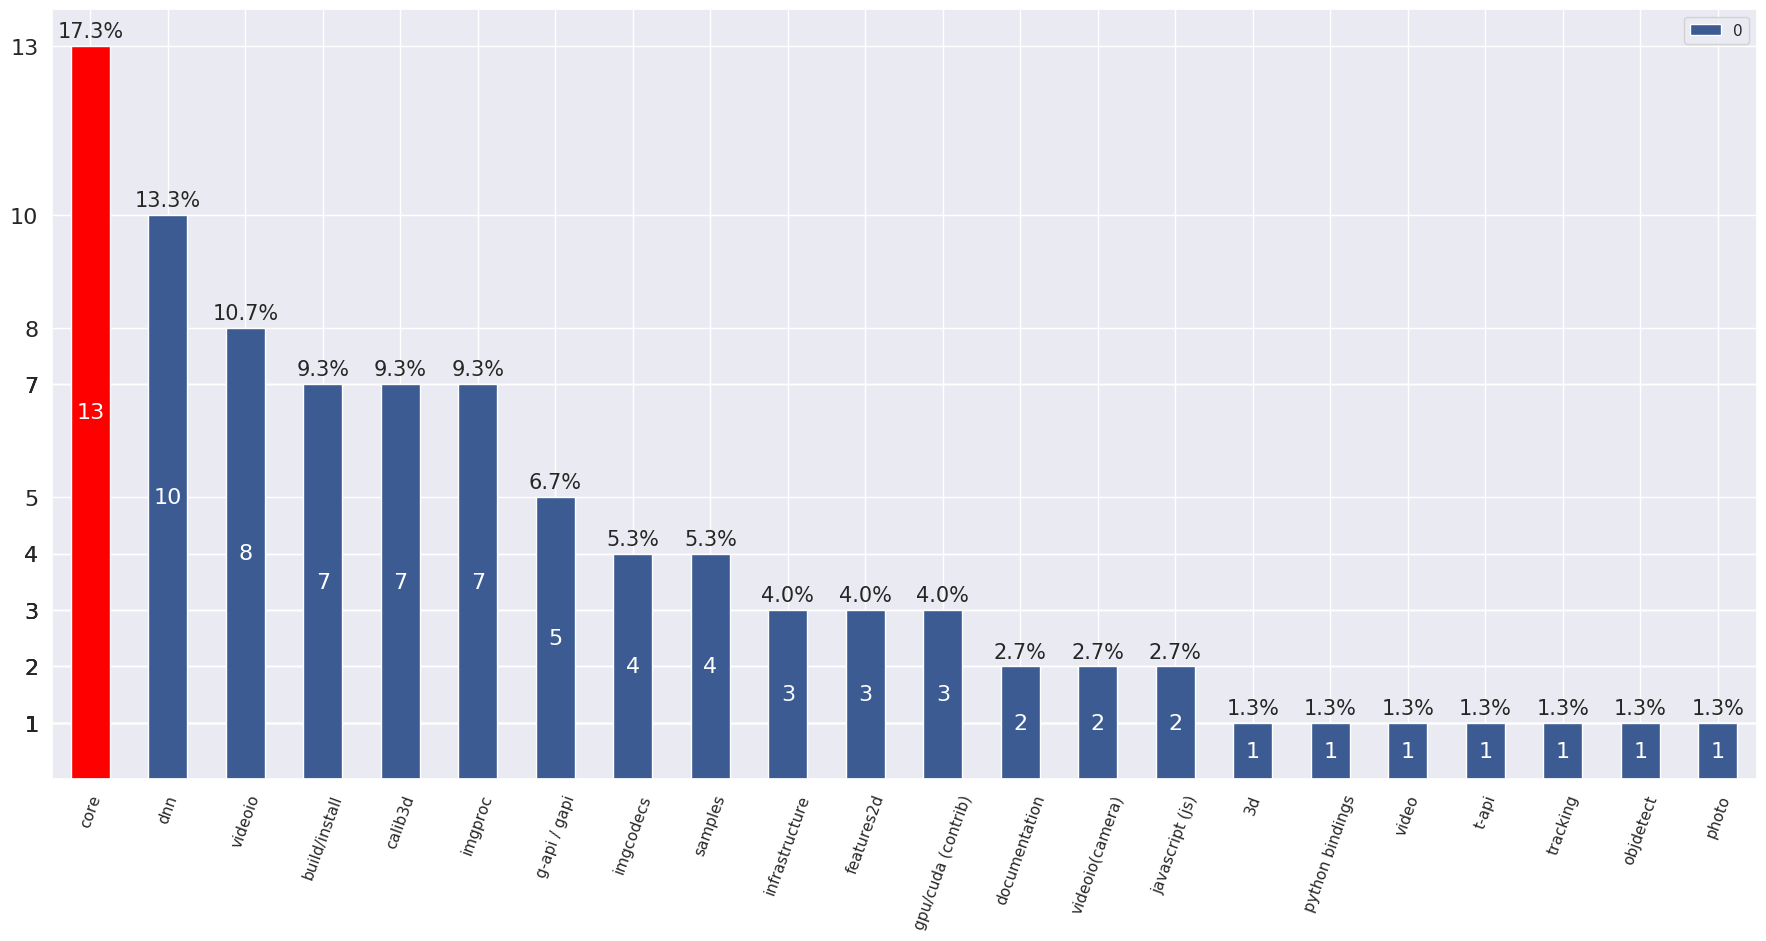 0
17.3%
13.3%
10.7%
9.3%
9.3%
9.3%
6.7%
5.3%
5.3%
4.0%
4.0%
4.0%
2.7%
2.7%
2.7%
1.3%
1.3%
1.3%
1.3%
1.3%
1.3%
1.3%
13
10
8
7
5
4
3
2
1
13
10
8
7
7
7
5
4
4
3
3
3
2
2
2
1
1
1
1
1
1
1
core
dnn
videoio
build/install
calib3d
imgproc
g-api / gapi
imgcodecs
samples
infrastructure
features2d
gpu/cuda (contrib)
documentation
videoio(camera)
javascript (js)
3d
python bindings
video
t-api
tracking
objdetect
photo